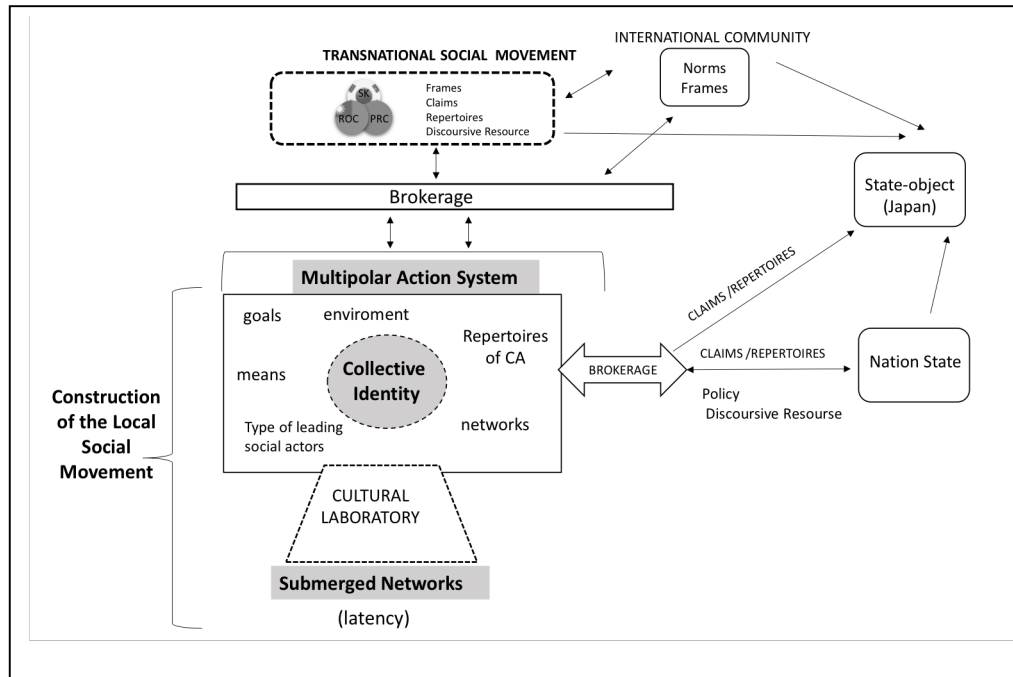 INTERNATIONAL COMMUNITY
TRANSNATIONAL SOCIAL MOVEMENT
Norms
Frames
SK
ROC PRC
Frames
Claims
Repertoires
Discoursive Resource
State-object
(Japan)
Brokerage
Multipolar Action System
goals
enviroment
Repertoires
of CA
means
Collective
Identity
Type of leading
social actors
networks
BROKERAGE
CLAIMS /REPERTOIRES
CLAIMS /REPERTOIRES
Policy
Discoursive Resourse
Nation State
Construction
of the Local
Social
Movement
CULTURAL
LABORATORY
Submerged Networks
(latency)